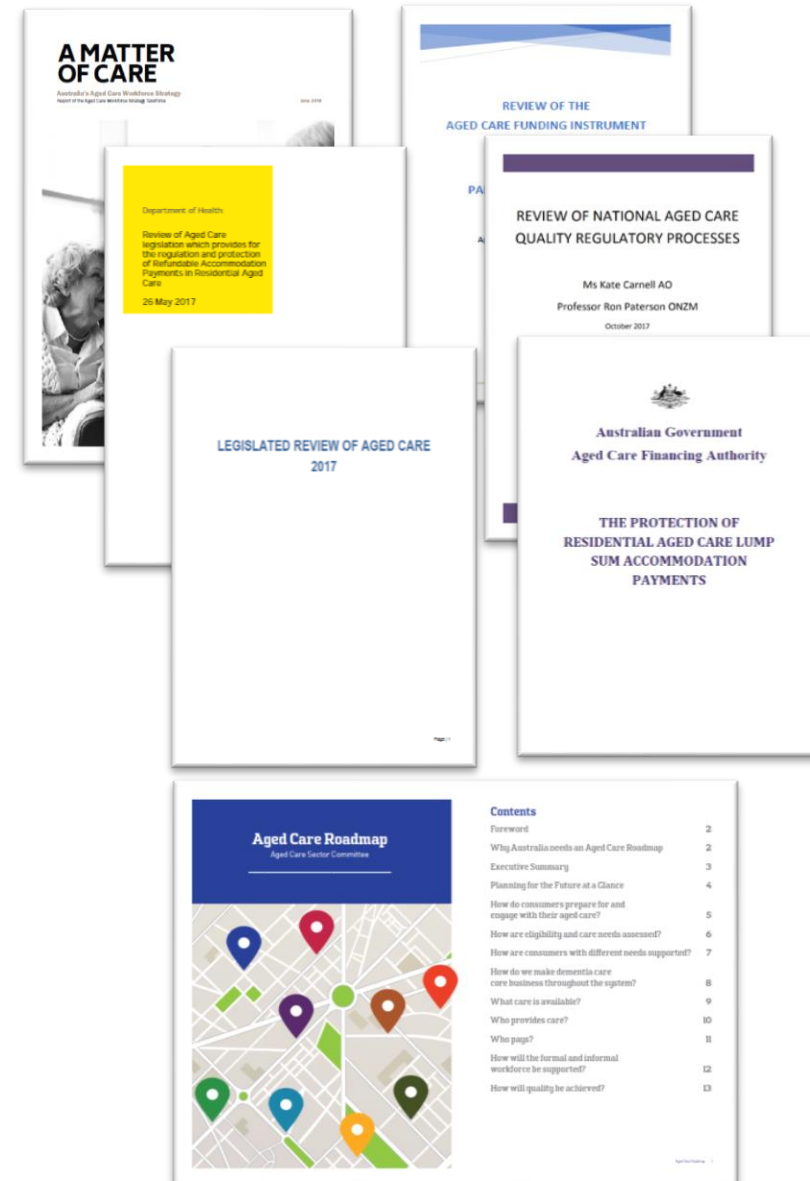 A MATTER
OF CARE
Australia's Aged Care Workforce Strategy
Report of the Aged Care Workforce Strategy Taskforce
June 2018
REVIEW OF THE
AGED CARE FUNDING INSTRUMENT
PA
Department of Health
Review of Aged Care
legislation which provides for
the regulation and protection
of Refundable Accommodation
Payments in Residential Aged
Care
26 May 2017
REVIEW OF NATIONAL AGED CARE
QUALITY REGULATORY PROCESSES
Ms Kate Carnell AO
Professor Ron Paterson ONZM
October 2017
LEGISLATED REVIEW OF AGED CARE
2017
Page
Australian Government
Aged Care Financing Authority
THE PROTECTION OF
RESIDENTIAL AGED CARE LUMP
SUM ACCOMMODATION
PAYMENTS
Aged Care Roadmap
Aged Care Sector Committee
Contents
Foreword 2
Why Australia needs an Aged Care Roadmap 2
Executive Summary 3
Planning for the Future at a Glance 4
How do consumers prepare for and
engage with their aged care? 5
How are eligibility and care needs assessed? 6
How are consumers with different needs supported? 7
How do we make dementia care
core business throughout the system? 8
What care is available? 9
Who provides care? 10
Who pays? 11
How will the formal and informal
workforce be supported? 12
How will quality be achieved? 13
Aged Care Roadmap